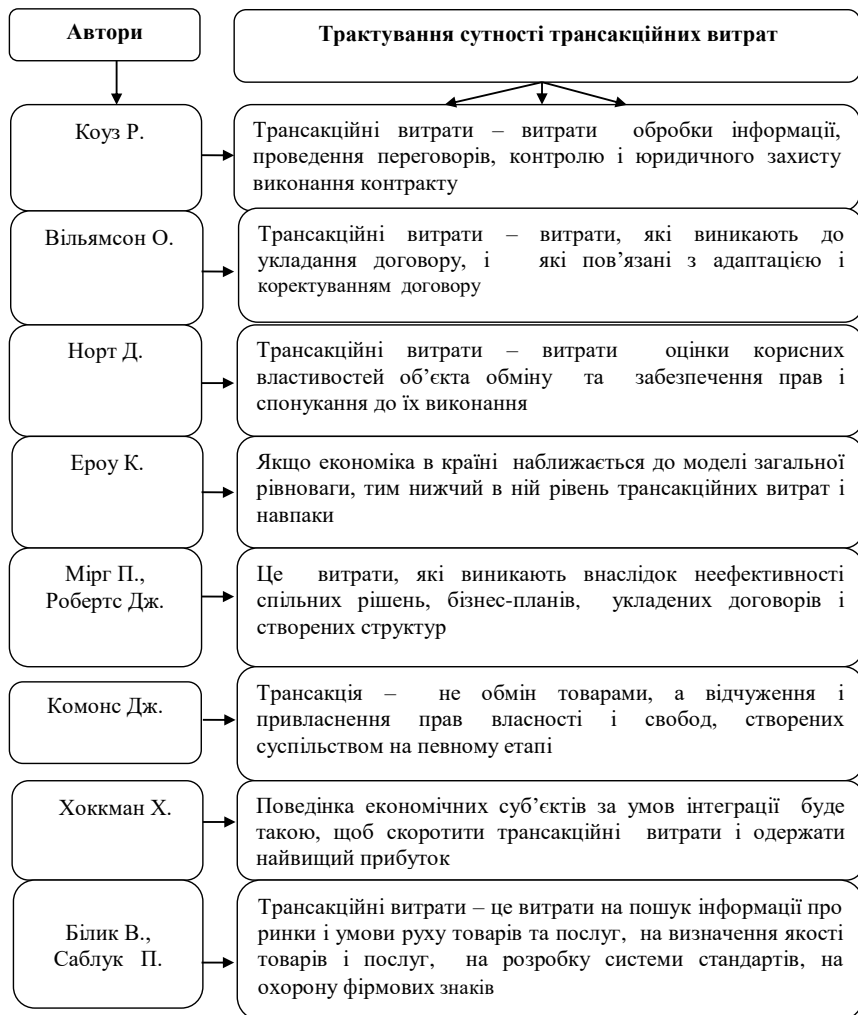 Автори
Трактування сутності трансакційних витрат
Коуз Р.
Трансакційні витрати – витрати обробки інформації,
проведення переговорів, контролю і юридичного захисту
виконання контракту
Вільямсон О.
Трансакційні витрати – витрати, які виникають до
укладання договору, і які пов’язані з адаптацією і
коректуванням договору
Норт Д.
Трансакційні витрати – витрати оцінки корисних
властивостей об’єкта обміну та забезпечення прав і
спонукання до їх виконання
Ероу К.
Якщо економіка в країні наближається до моделі загальної
рівноваги, тим нижчий в ній рівень трансакційних витрат і
навпаки
Мірг П.,
Робертс Дж.
Це витрати, які виникають внаслідок неефективності
спільних рішень, бізнес-планів, укладених договорів і
створених структур
Комонс Дж.
Трансакція – не обмін товарами, а відчуження і
привласнення прав власності і свобод, створених
суспільством на певному етапі
Хоккман Х.
Поведінка економічних суб’єктів за умов інтеграції буде
такою, щоб скоротити трансакційні витрати і одержати
найвищий прибуток
Білик В.,
Саблук П.
Трансакційні витрати – це витрати на пошук інформації про
ринки і умови руху товарів та послуг, на визначення якості
товарів і послуг, на розробку системи стандартів, на
охорону фірмових знаків